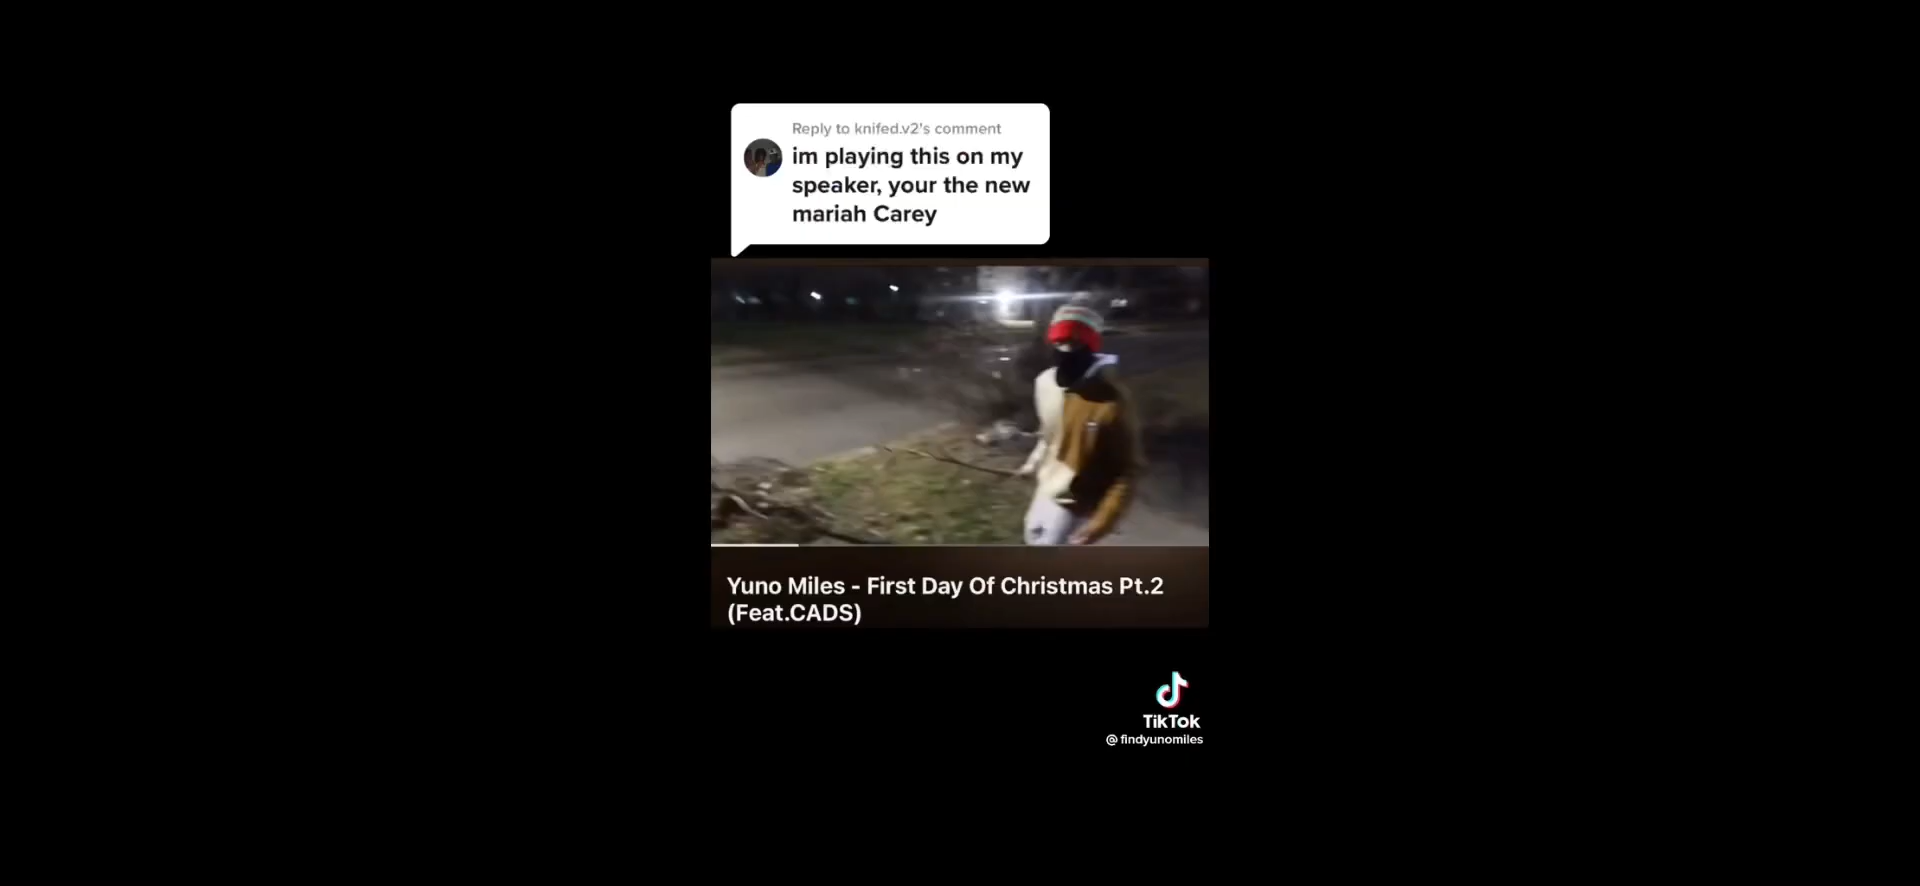 Reply to knifed.v2's comment
im playing this on my
speaker, your the new
mariah Carey
Yuno Miles - First Day Of Christmas Pt.2
(Feat.CADS)
TikTok
@ findyunomiles